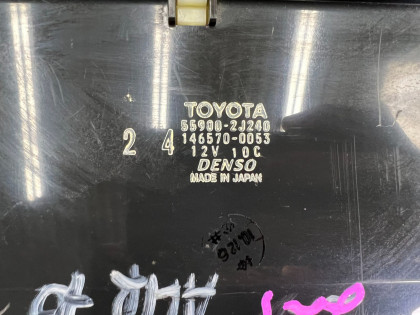 TOYOTA
55900-2J240
146570-0053
2 4
12V 10C
DENSO
MADE IN JAPAN